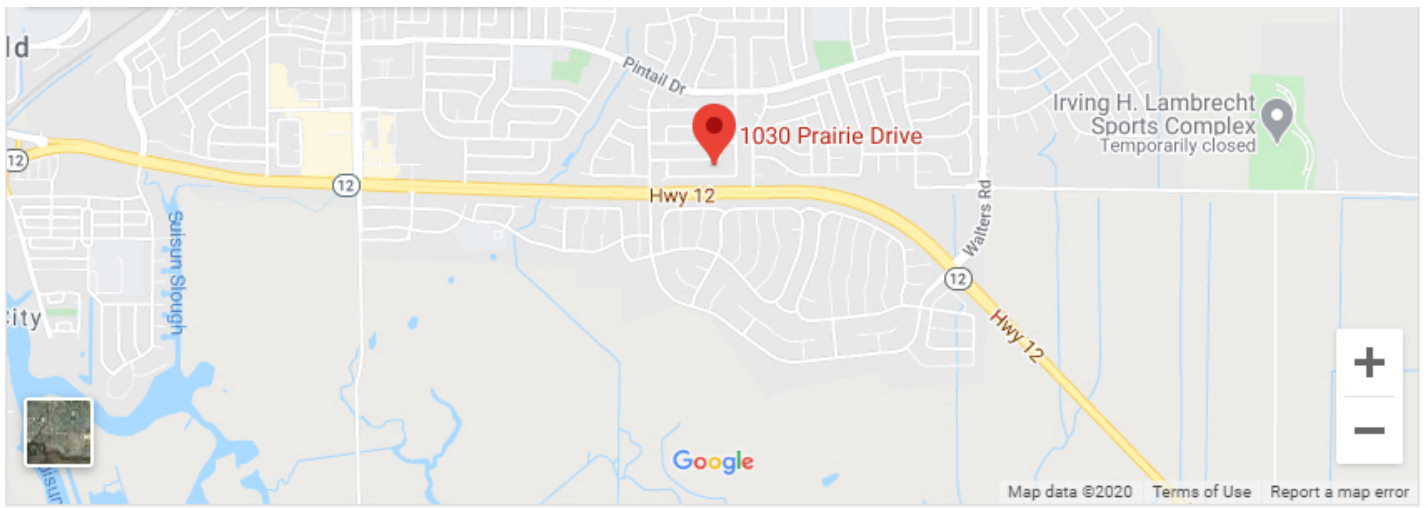 ld
Pintail Dr
Irving H. Lambrecht
Sports Complex
Temporarily closed
1030 Prairie Drive
12
12
Hwy 12
Walters Rd
Suisun Slough
12
Hwy 12
City
Google
Map data ©2020
Terms of Use
Report a map error